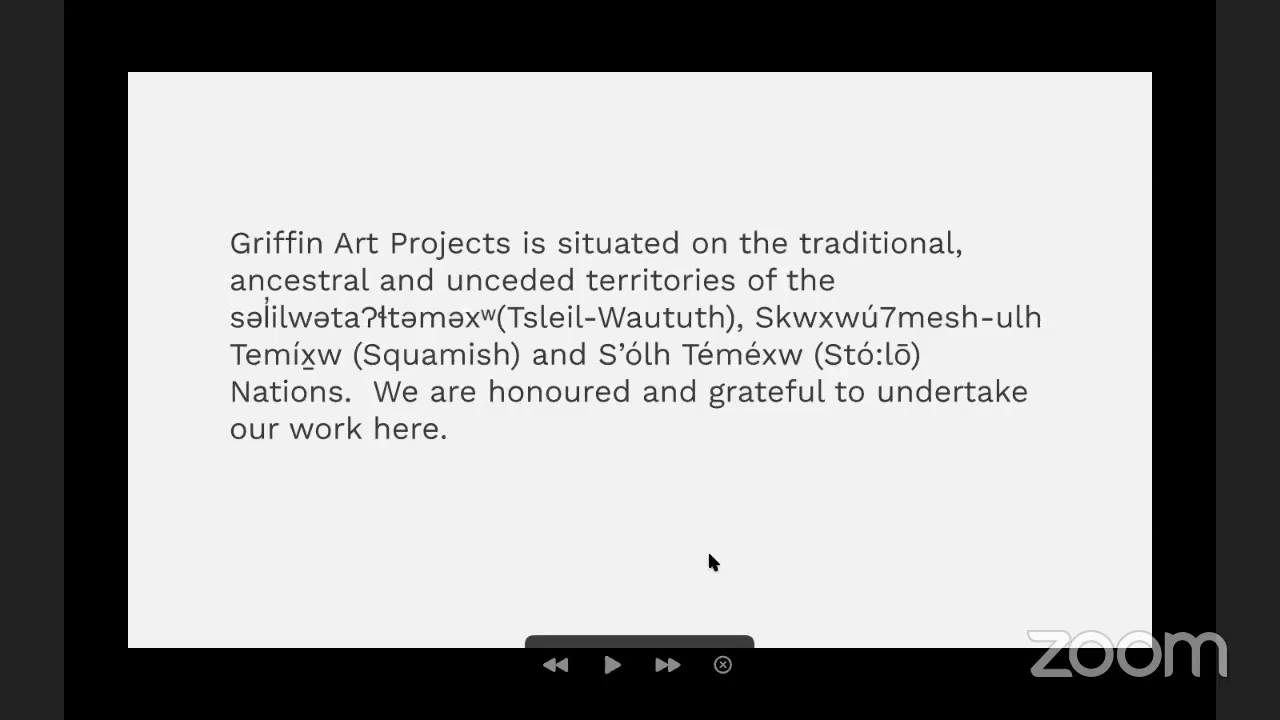 Griffin Art Projects is situated on the traditional,
ancestral and unceded territories of the
səl̓ilwətaʔɬtəməxʷ(Tsleil-Waututh), Skwxwú7mesh-ulh
Temíx̱w (Squamish) and S’ólh Téméxw (Stó:lō)
Nations.  We are honoured and grateful to undertake
our work here.
zoom